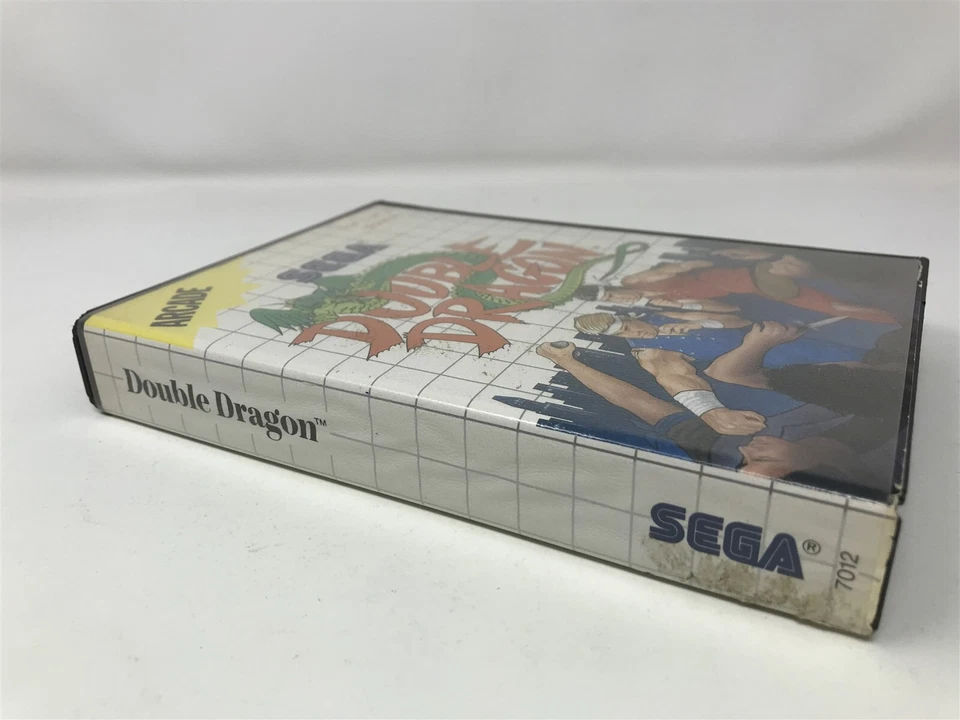 ARCADE
SEGA
DOUBLE
DRAGON
Double Dragon™
SEGA®
7012